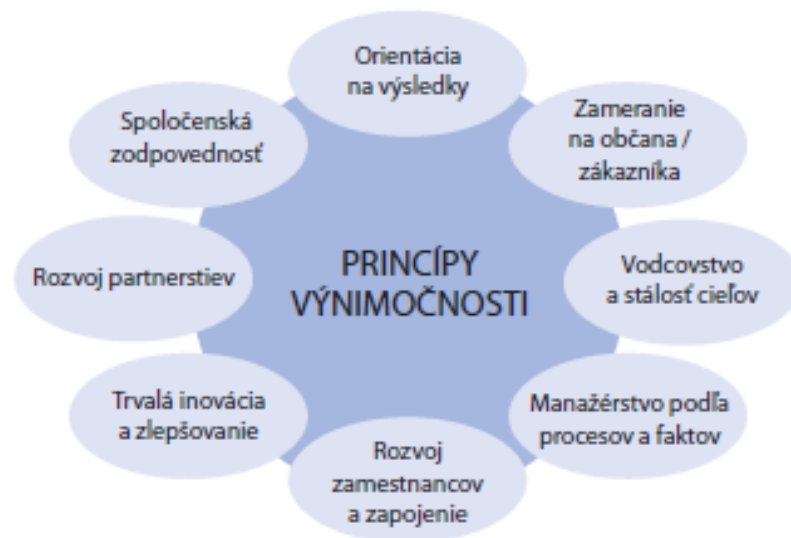 Orientácia
na výsledky
Zameranie
na občana /
zákazníka
Vodcovstvo
a stálosť cieľov
Manažérstvo podľa
procesov a faktov
Rozvoj
zamestnancov
a zapojenie
Trvalá inovácia
a zlepšovanie
Rozvoj partnerstiev
Spoločenská
zodpovednosť
PRINCÍPY
VÝNIMOČNOSTI